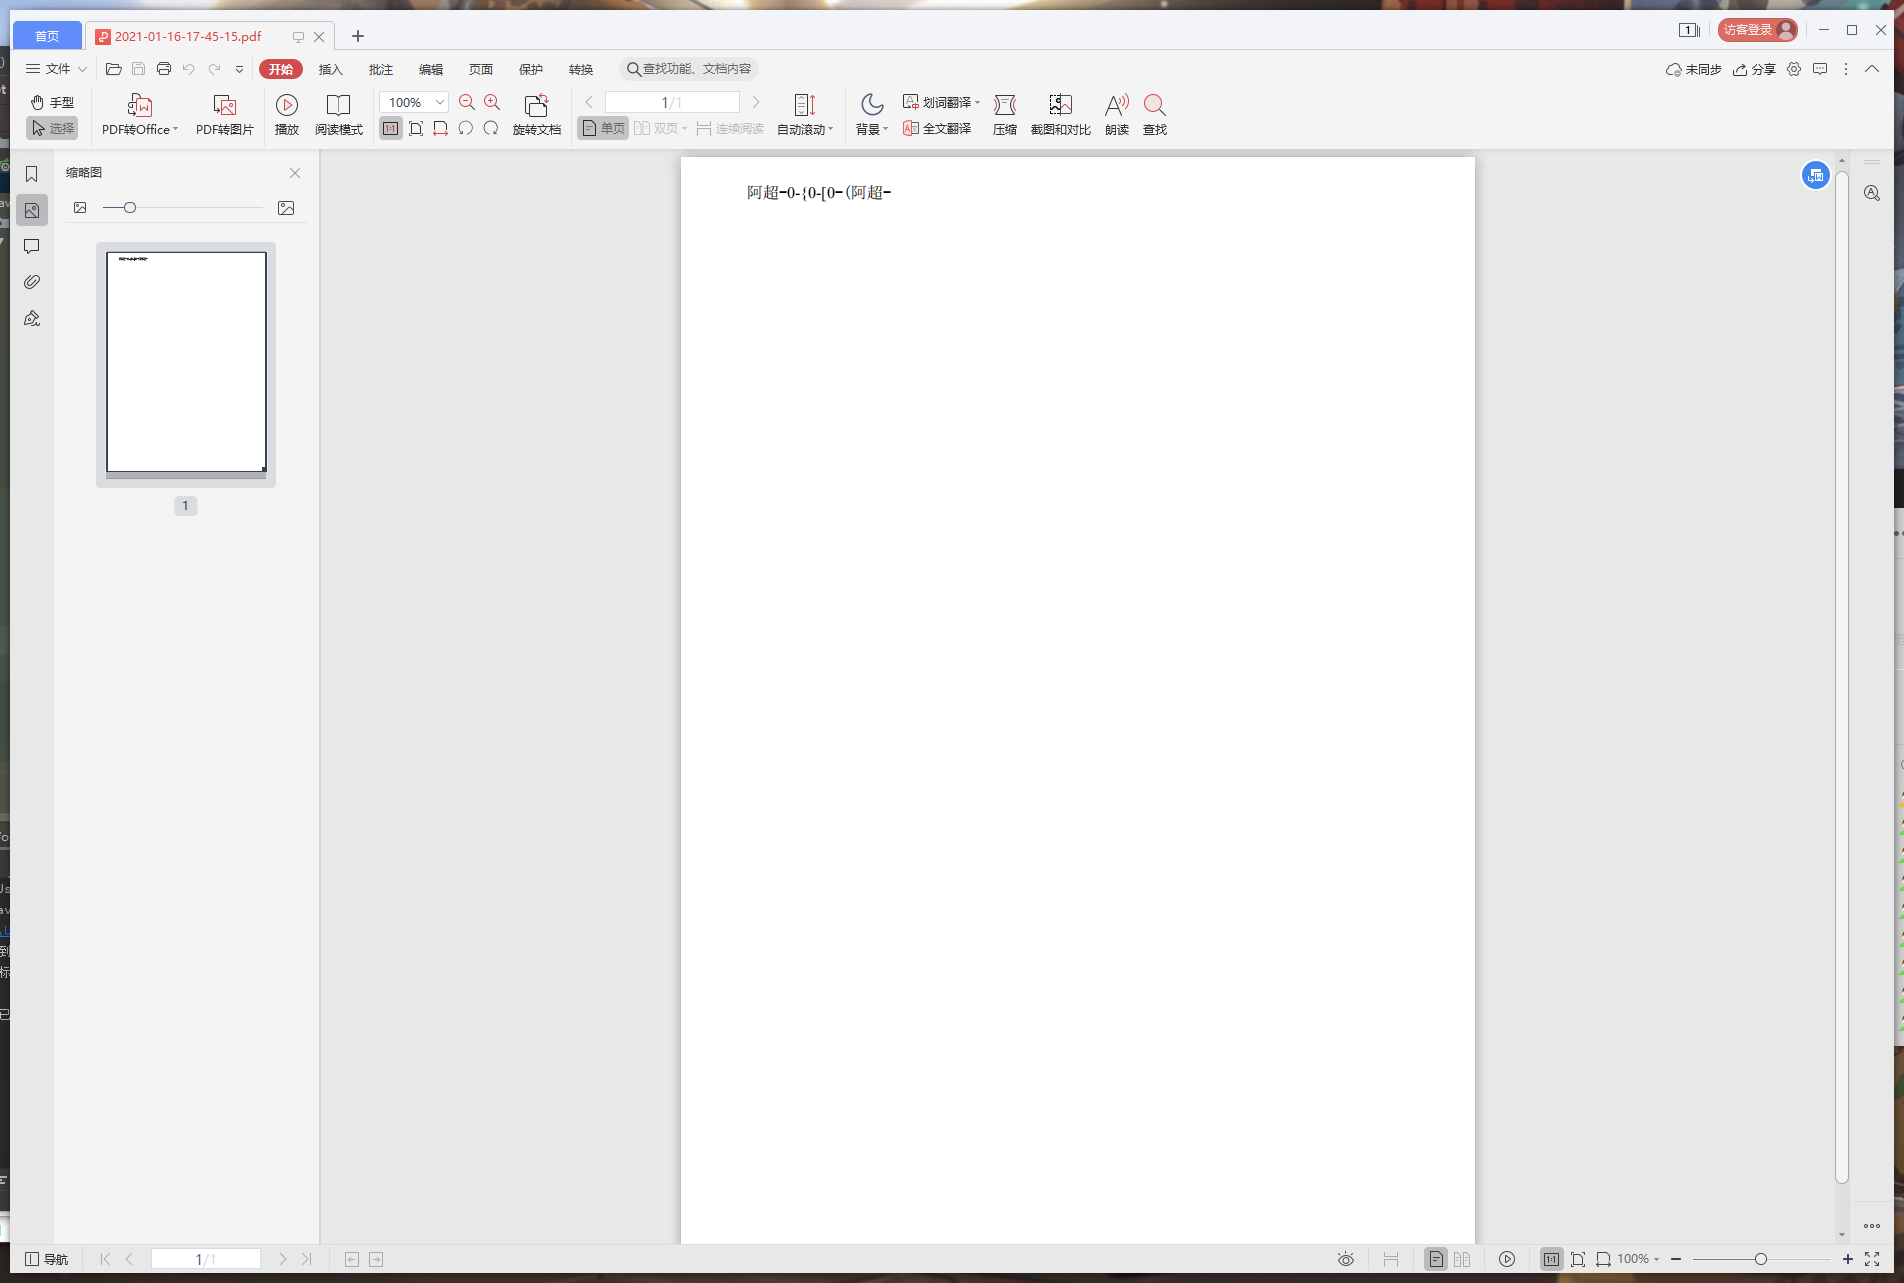 首页
2021-01-16-17-45-15.pdf
1
访客登录
文件
开始 插入 批注 编辑 页面 保护 转换
查找功能、文档内容
未同步 分享
手型
选择
PDF转Office
PDF转图片
播放
阅读模式
100%
1:1
旋转文档
1/1
单页 双页 连续阅读
自动滚动
背景
划词翻译
全文翻译
压缩
截图和对比
朗读
查找
缩略图
1
阿超-0-{0-[0-(阿超-
导航
1/1
1:1
100%